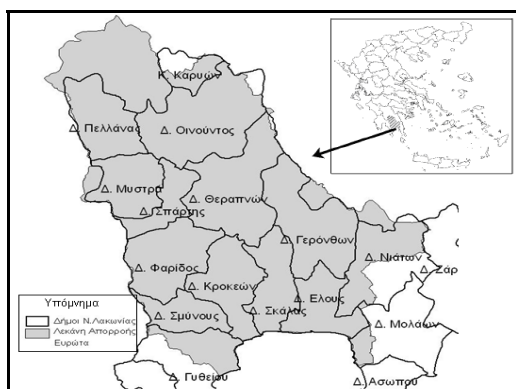 Κ. Καρυών
Δ. Πελλάνας
Δ. Οινούντος
Δ. Μυστρά
Δ. Θεραπνών
Δ. Σπάρτης
Δ. Γερόνθων
Δ. Νιάτων
Δ. Φαρίδος
Δ. Ζάρ
Δ. Κροκεών
Δ. Έλους
Δ. Σμύνους
Δ. Σκάλας
Δ. Μολάων
Δ. Γυθείου
Δ. Ασωπού
Υπόμνημα
Δήμοι Ν.Λακωνίας
Λεκάνη Απορροής
Ευρώτα